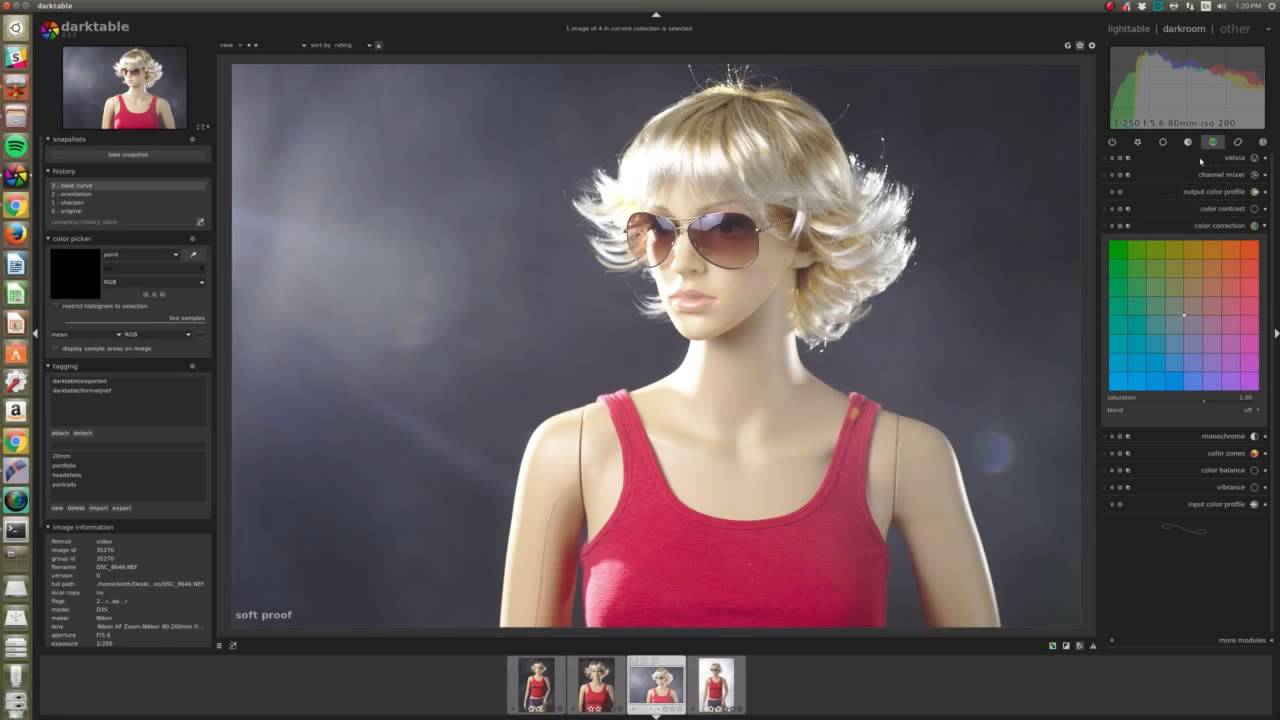 darktable
En 1:20 PM
darktable
1 image of 4 in current collection is selected
lighttable | darkroom | other
view
sort by rating
G
1/250 f/5.6 80mm iso 200
snapshots
take snapshot
history
3 - base curve
2 - orientation
1 - sharpen
0 - original
compress history stack
color picker
point
RGB
(0, 0, 0)
restrict histogram to selection
live samples
mean RGB
display sample areas on image
tagging
darktable|exported
darktable|format|nef
attach detach
20mm
portfolio
headshots
portraits
new delete import export
image information
filmroll video
image id 35270
group id 35270
filename DSC_8646.NEF
version 0
full path /home/keith/Deskt...eo/DSC_8646.NEF
local copy no
flags 2...r...ap...r.
model D3S
maker Nikon
lens Nikon AF Zoom-Nikkor 80-200mm f/...
aperture F/5.6
exposure 1/250
soft proof
velvia
channel mixer
output color profile
color contrast
color correction
saturation 1.00
blend off
monochrome
color zones
color balance
vibrance
input color profile
more modules
NEF